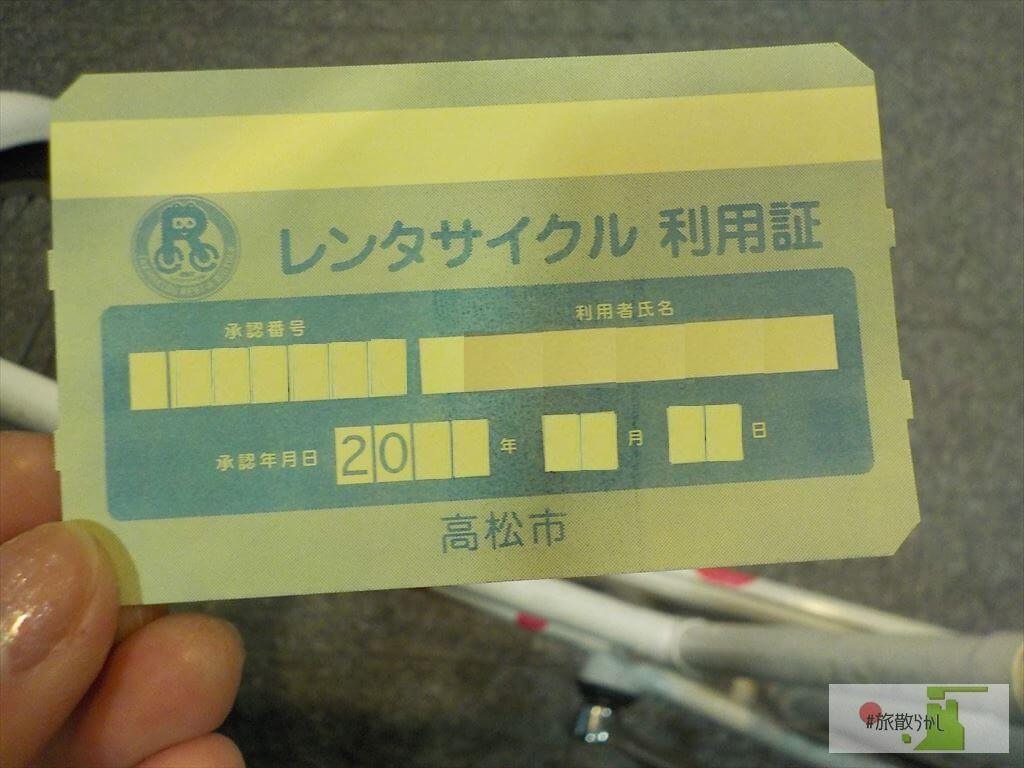 レンタサイクル 利用証
承認番号
利用者氏名
承認年月日 20 年 月 日
高松市
#旅散らかし